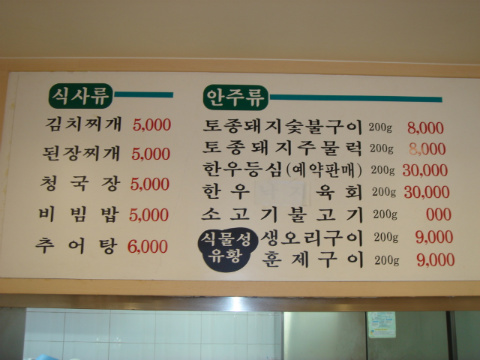 식사류
김치찌개 5,000
된장찌개 5,000
청국장 5,000
비빔밥 5,000
추어탕 6,000
안주류
토종돼지숯불구이 200g 8,000
토종돼지주물럭 200g 8,000
한우등심(예약판매) 200g 30,000
한우 육회 200g 30,000
소고기불고기 200g 000
식물성 유황
생오리구이 200g 9,000
훈제구이 200g 9,000